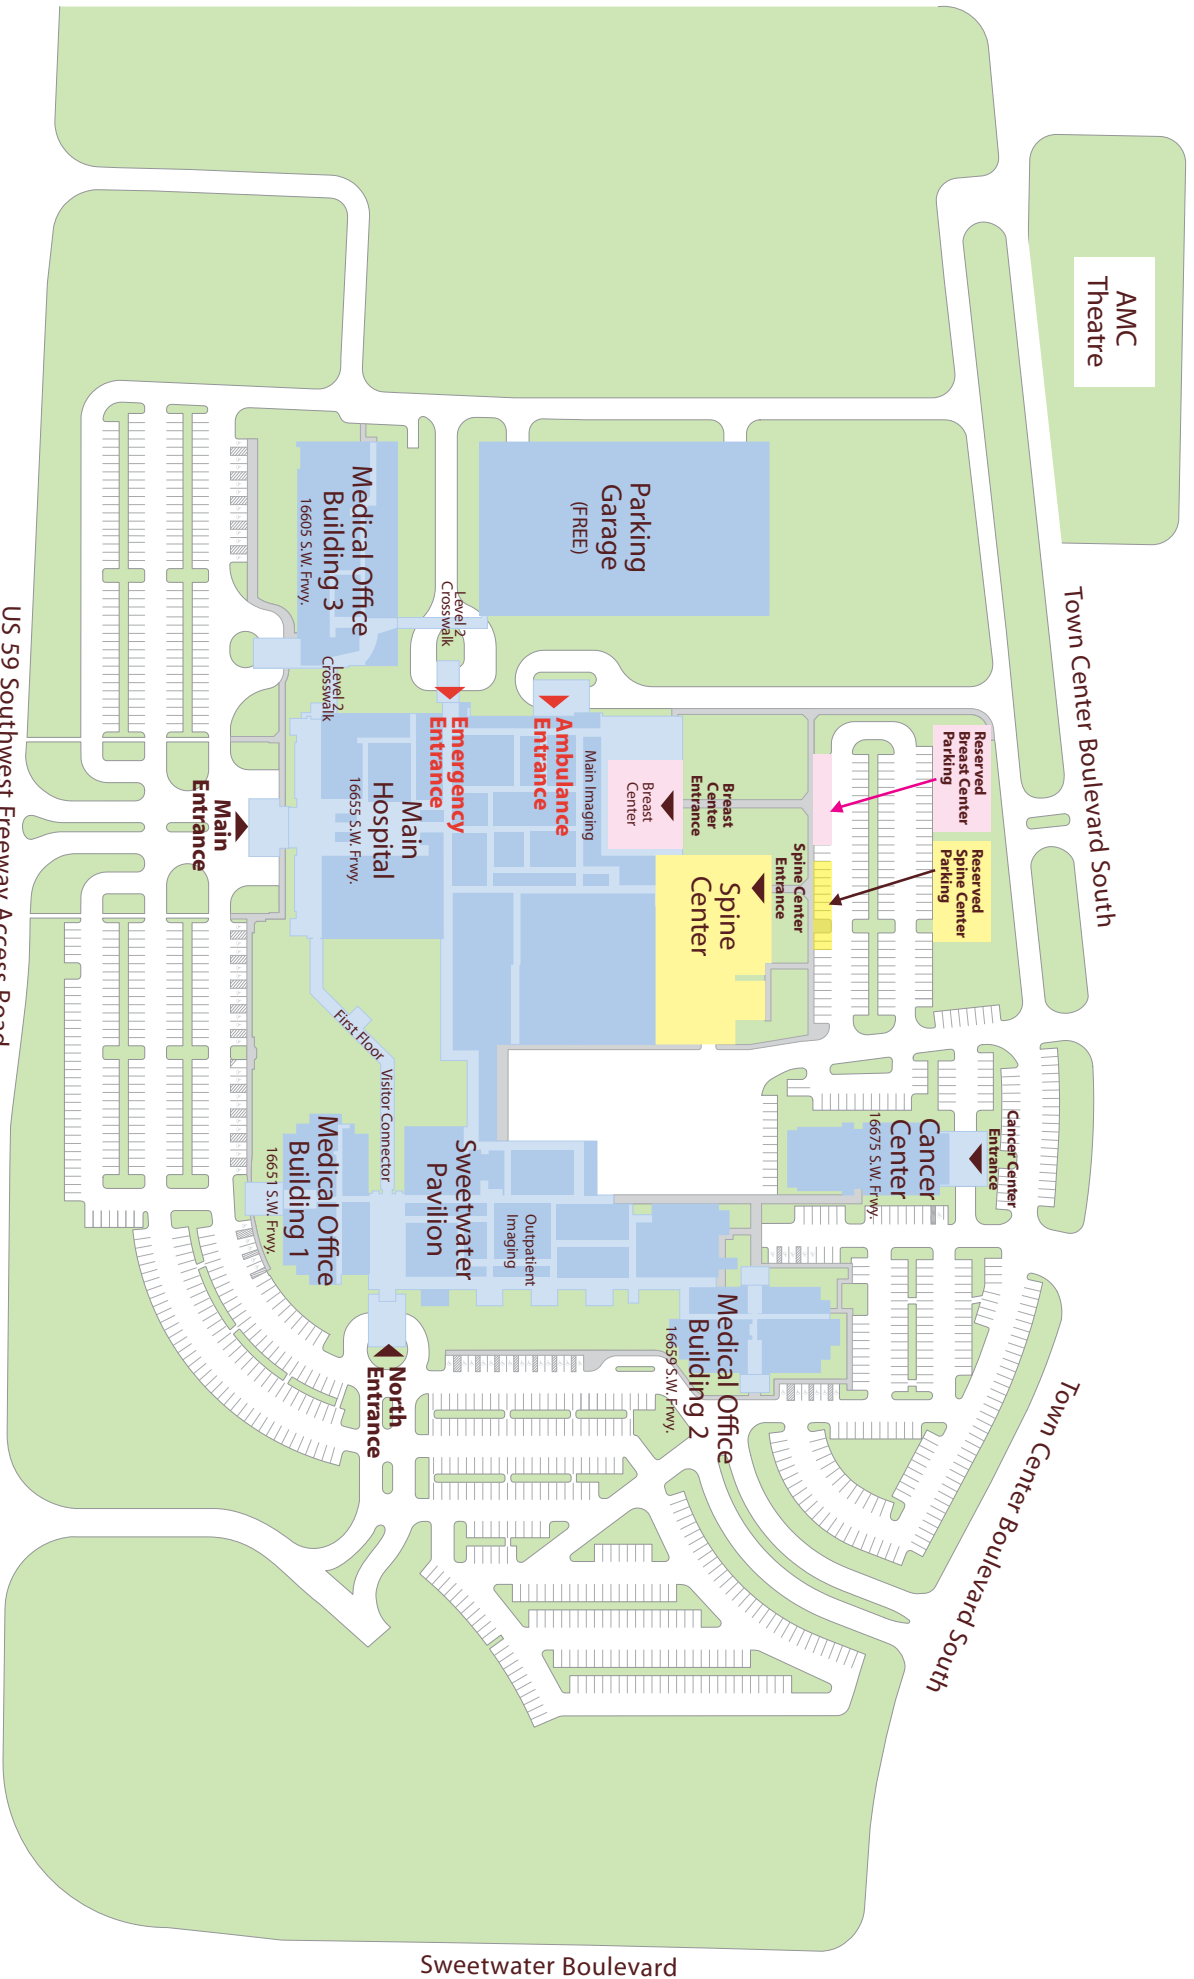 AMC
Theatre
Town Center Boulevard South
Parking
Garage
(FREE)
Medical Office
Building 3
16605 S.W. Frwy.
Level 2
Crosswalk
Level 2
Crosswalk
Emergency
Entrance
Ambulance
Entrance
Main Imaging
Breast
Center
Breast
Center
Entrance
Reserved
Breast Center
Parking
Reserved
Spine Center
Parking
Spine Center
Entrance
Spine
Center
Main
Hospital
16655 S.W. Frwy.
Main
Entrance
US 59 Southwest Freeway Access Road
First Floor
Visitor Connector
Cancer Center
Entrance
Cancer
Center
16675 S.W. Frwy.
Sweetwater
Pavilion
Outpatient
Imaging
Medical Office
Building 1
16651 S.W. Frwy.
Medical Office
Building 2
16659 S.W. Frwy.
North
Entrance
Town Center Boulevard South
Sweetwater Boulevard